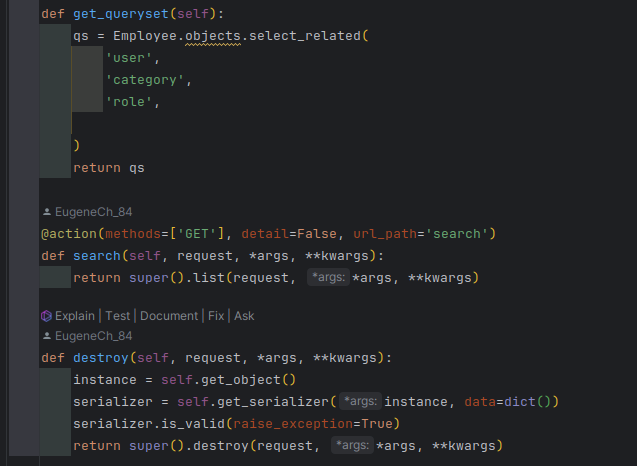 def get_queryset(self):
    qs = Employee.objects.select_related(
        'user',
        'category',
        'role',
    )
    return qs
EugeneCh_84
@action(methods=['GET'], detail=False, url_path='search')
def search(self, request, *args, **kwargs):
    return super().list(request, *args: *args, **kwargs)
Explain | Test | Document | Fix | Ask
EugeneCh_84
def destroy(self, request, *args, **kwargs):
    instance = self.get_object()
    serializer = self.get_serializer( *args: instance, data=dict())
    serializer.is_valid(raise_exception=True)
    return super().destroy(request, *args: *args, **kwargs)